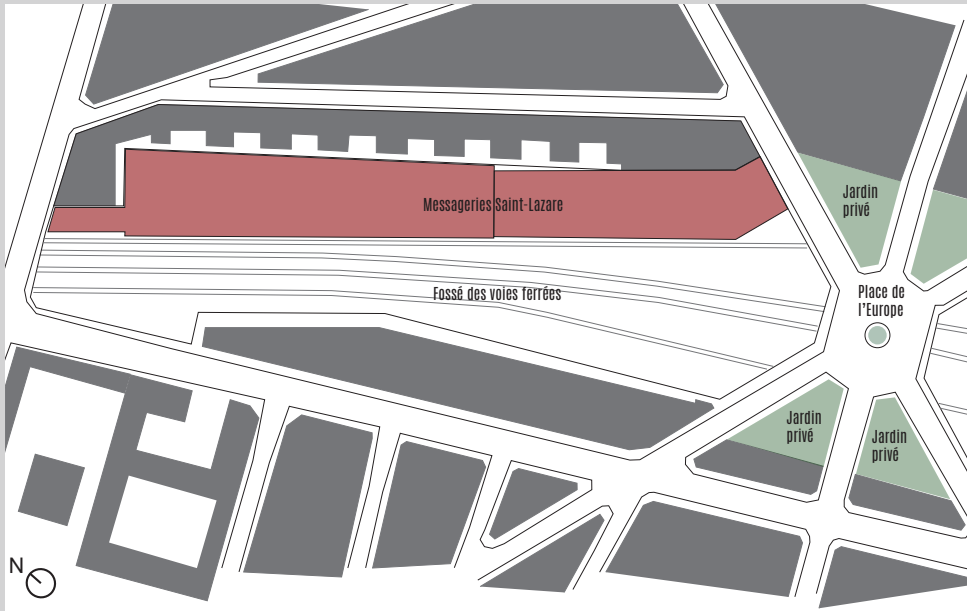 Jardin
privé
Messageries Saint-Lazare
Place de
l’Europe
Fossé des voies ferrées
Jardin
privé
Jardin
privé
N